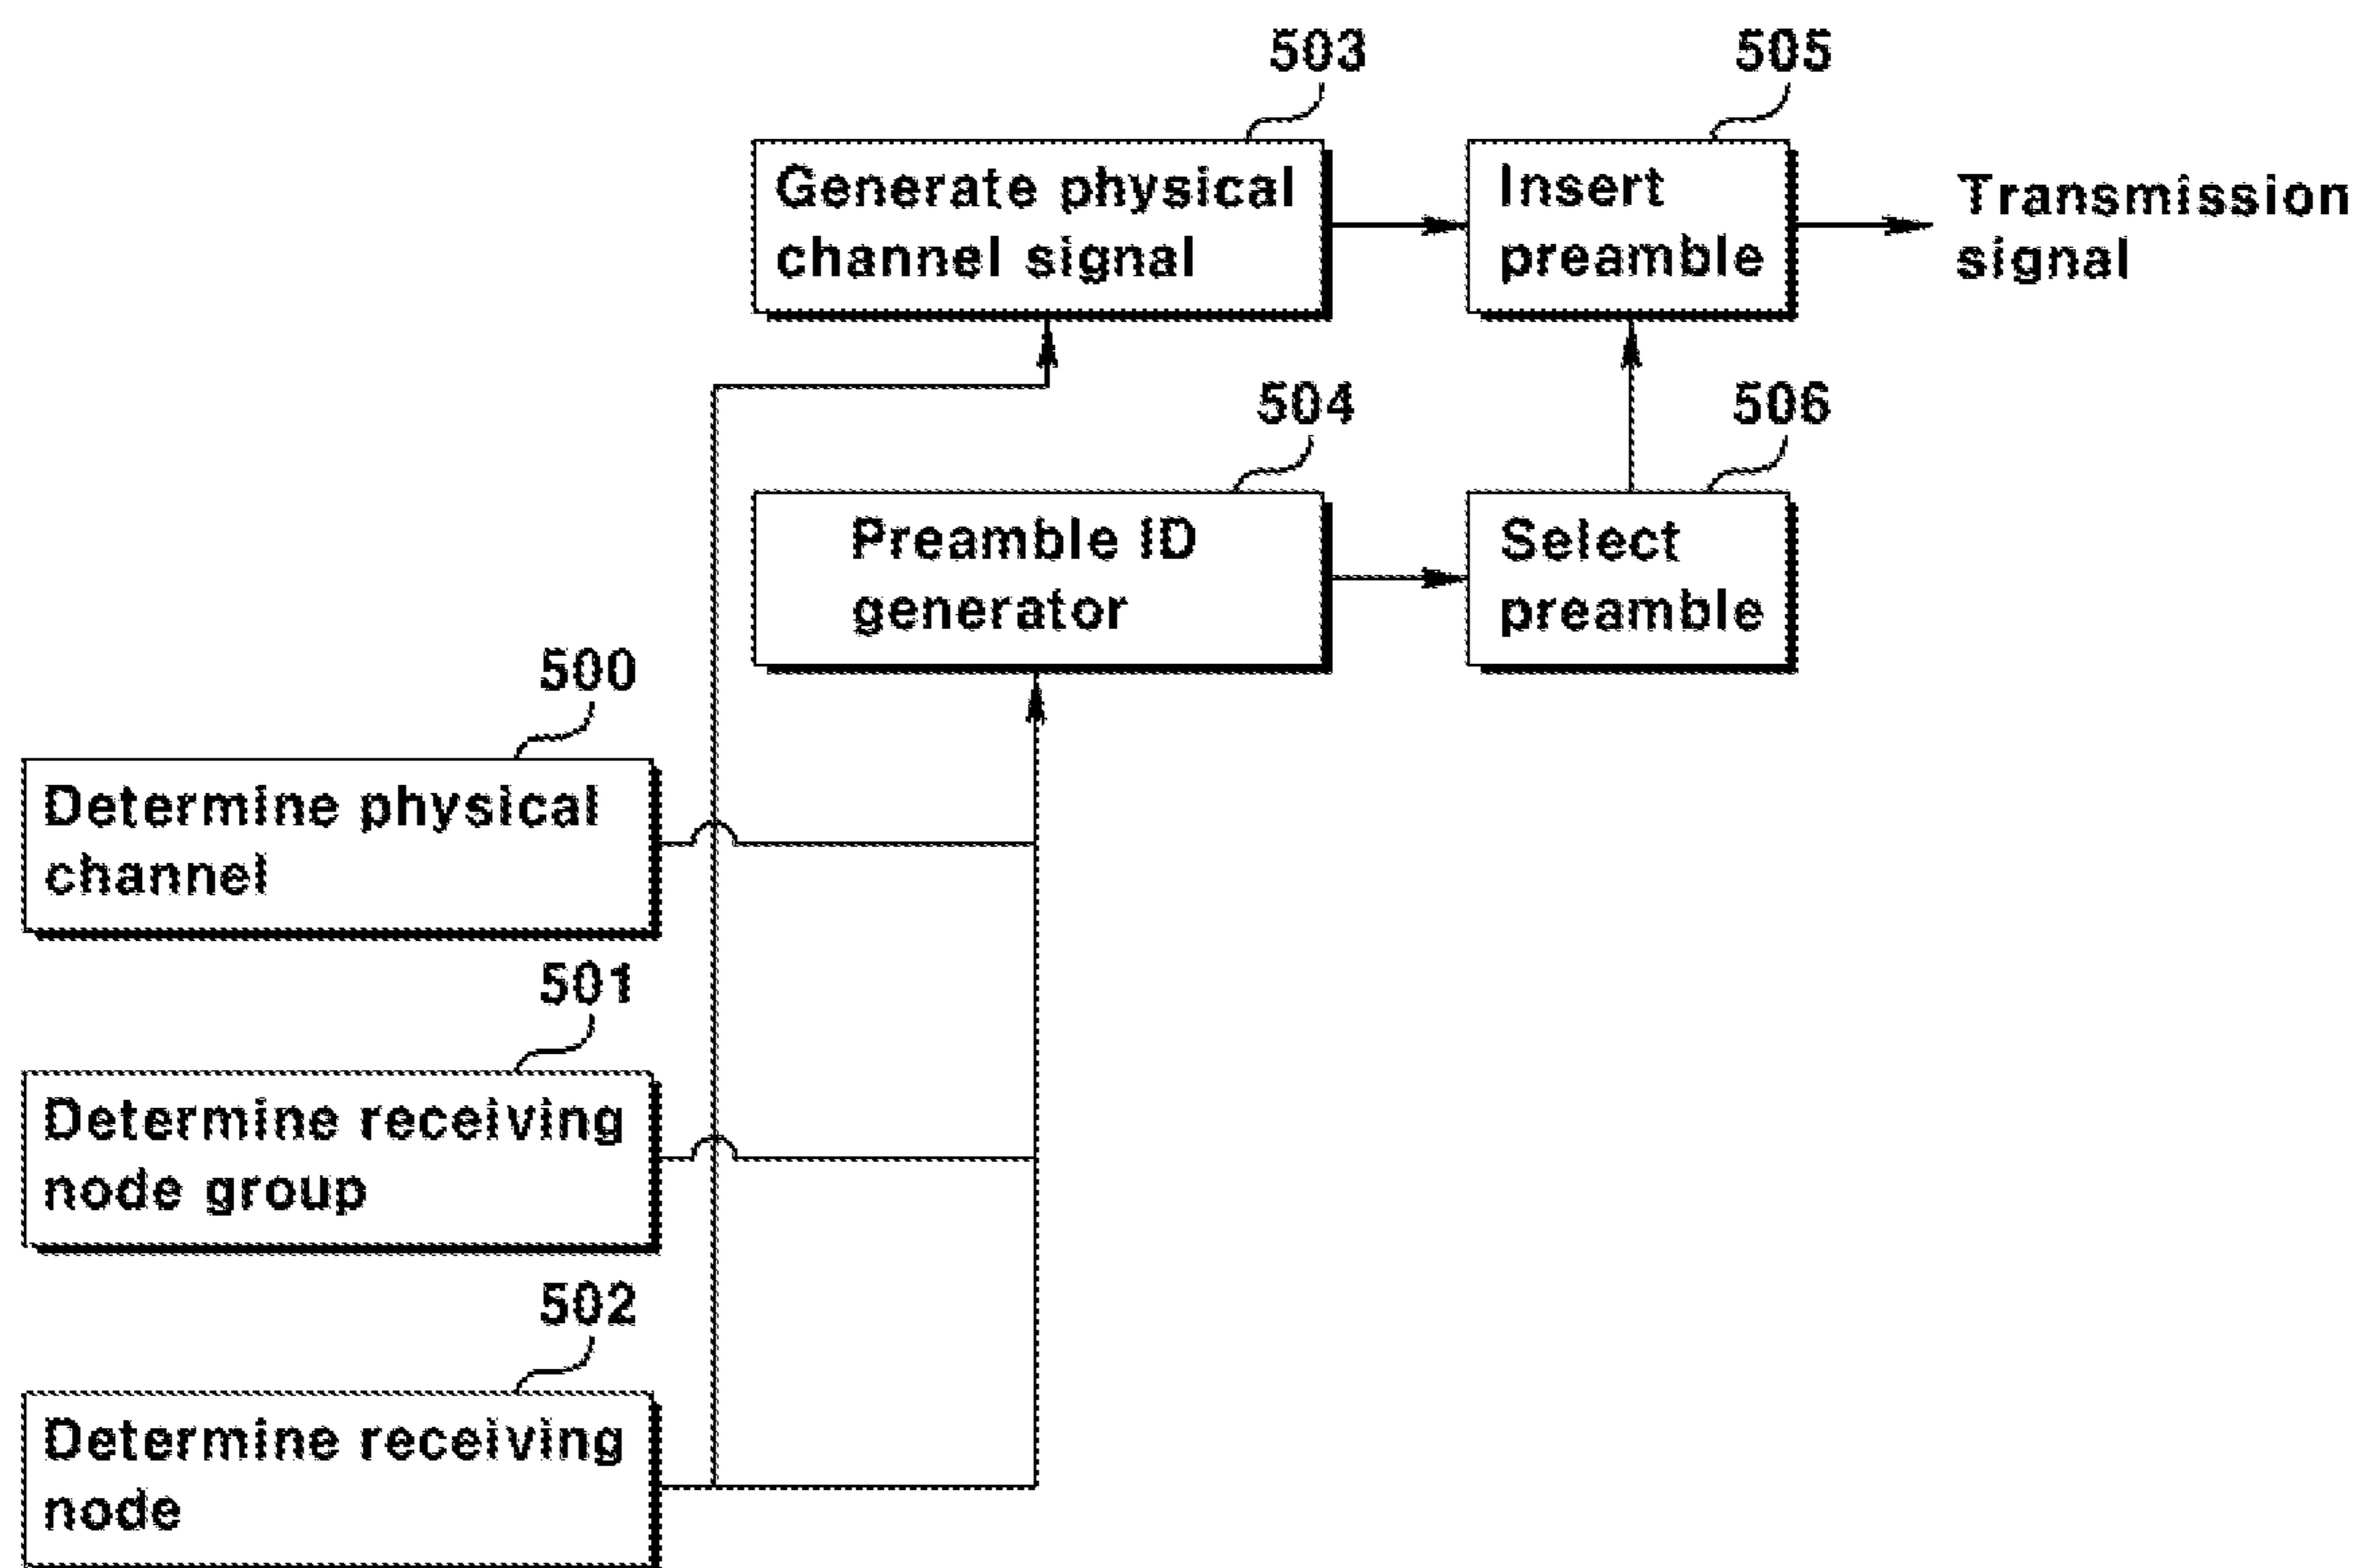 503
505
Generate physical
channel signal
Insert
preamble
Transmission
signal
504
506
Preamble ID
generator
Select
preamble
500
Determine physical
channel
501
Determine receiving
node group
502
Determine receiving
node